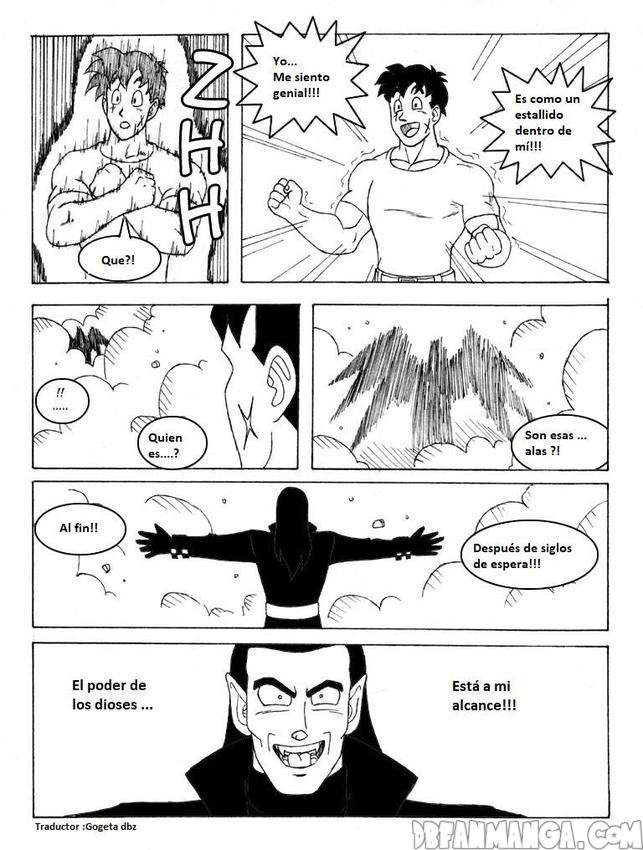 ZHH
Que?!
Yo...
Me siento
genial!!!
Es como un
estallido
dentro de
mí!!!
!!
.....
Quien
es....?
Son esas ...
alas ?!
Al fin!!
Después de siglos
de espera!!!
El poder de
los dioses ...
Está a mi
alcance!!!
Traductor :Gogeta dbz
DBFANMANGA.COM